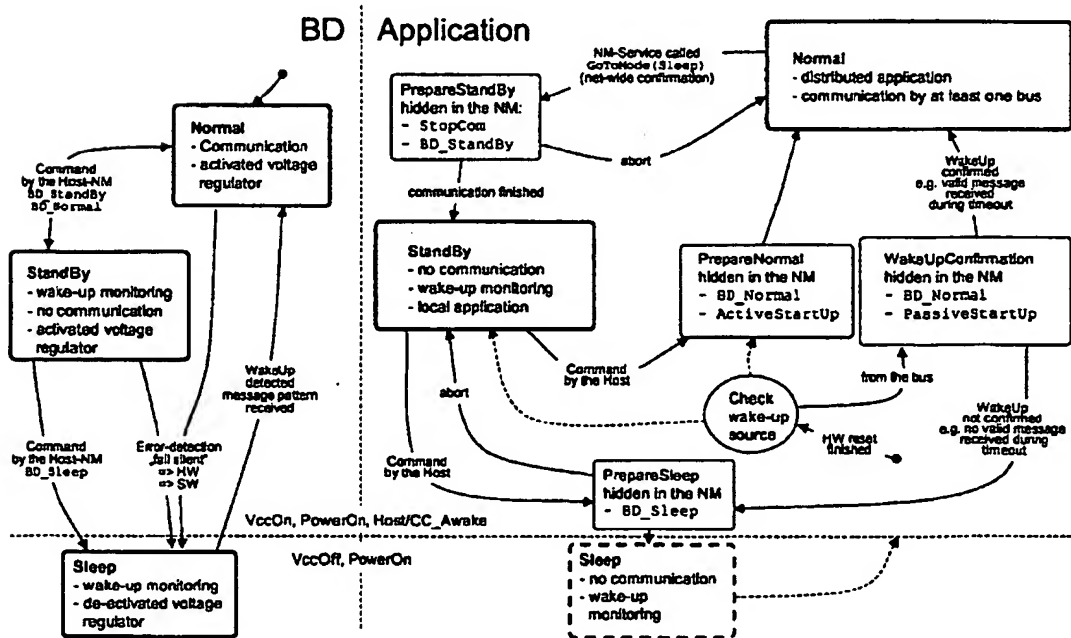 BD
Application
Normal
- Communication
- activated voltage
regulator
Command
by the Host-NM
BD_StandBy
BD_Normal
StandBy
- wake-up monitoring
- no communication
- activated voltage
regulator
WakeUp
detected
message pattern
received
Command
by the Host-NM
BD_Sleep
Error-detection
"fail silent"
=> HW
=> SW
Sleep
- wake-up monitoring
- de-activated voltage
regulator
VccOn, PowerOn, Host/CC_Awake
VccOff, PowerOn
NM-Service called
GoToMode(Sleep)
(net-wide confirmation)
Normal
- distributed application
- communication by at least one bus
PrepareStandBy
hidden in the NM:
- StopCom
- BD_StandBy
abort
communication finished
WakeUp
confirmed
e.g. valid message
received
during timeout
StandBy
- no communication
- wake-up monitoring
- local application
PrepareNormal
hidden in the NM
- BD_Normal
- ActiveStartUp
WakeUpConfirmation
hidden in the NM
- BD_Normal
- PassiveStartUp
Command
by the Host
from the bus
abort
Check
wake-up
source
HW reset
finished
WakeUp
not confirmed
e.g. no valid message
received during
timeout
Command
by the Host
PrepareSleep
hidden in the NM
- BD_Sleep
Sleep
- no communication
- wake-up
monitoring